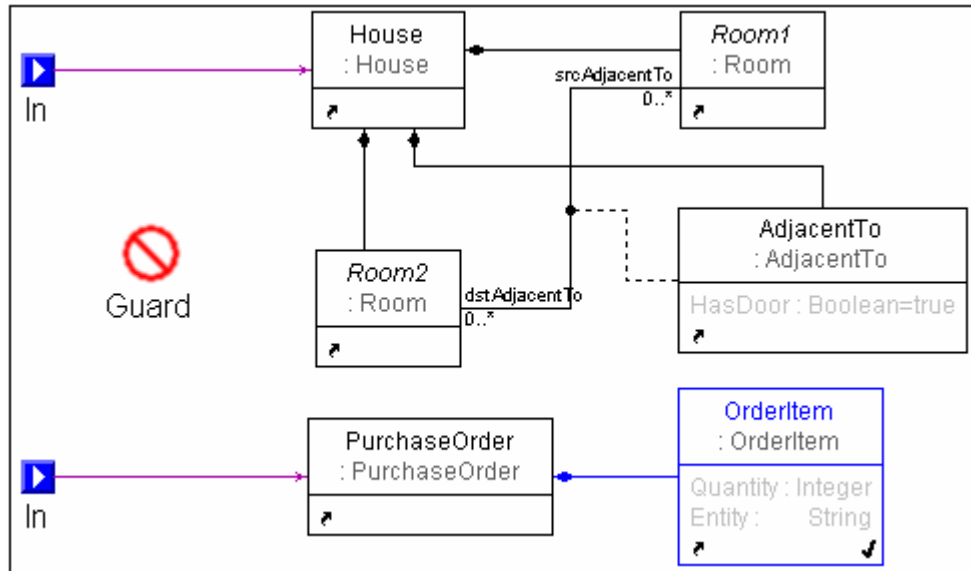 House
: House
Room1
: Room
srcAdjacentTo
0..*
In
AdjacentTo
: AdjacentTo
HasDoor : Boolean=true
Guard
Room2
: Room
dstAdjacentTo
0..*
PurchaseOrder
: PurchaseOrder
OrderItem
: OrderItem
Quantity : Integer
Entity : String
In